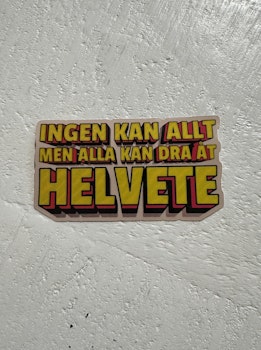 INGEN KAN ALLT
MEN ALLA KAN DRA ÅT
HELVETE